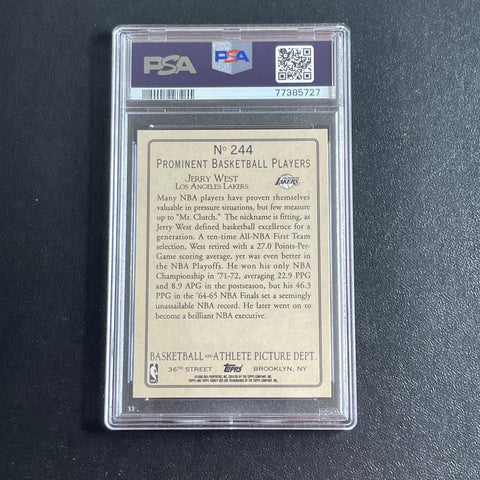 PSA
PSA
77385727
No 244
PROMINENT BASKETBALL PLAYERS
JERRY WEST
LOS ANGELES LAKERS
LAKERS
Many NBA players have proven themselves
valuable in pressure situations, but few measure
up to "Mr. Clutch." The nickname is fitting, as
Jerry West defined basketball excellence for a
generation. A ten-time All-NBA First Team
selection, West retired with a 27.0 Points-Per-
Game scoring average, yet was even better in
the NBA Playoffs. He won his only NBA
Championship in '71-72, averaging 22.9 PPG
and 8.9 APG in the postseason, but his 46.3
PPG in the '64-65 NBA Finals set a seemingly
unassailable NBA record. He later went on to
become a brilliant NBA executive.
BASKETBALL AND ATHLETE PICTURE DEPT.
36TH STREET Topps BROOKLYN, NY